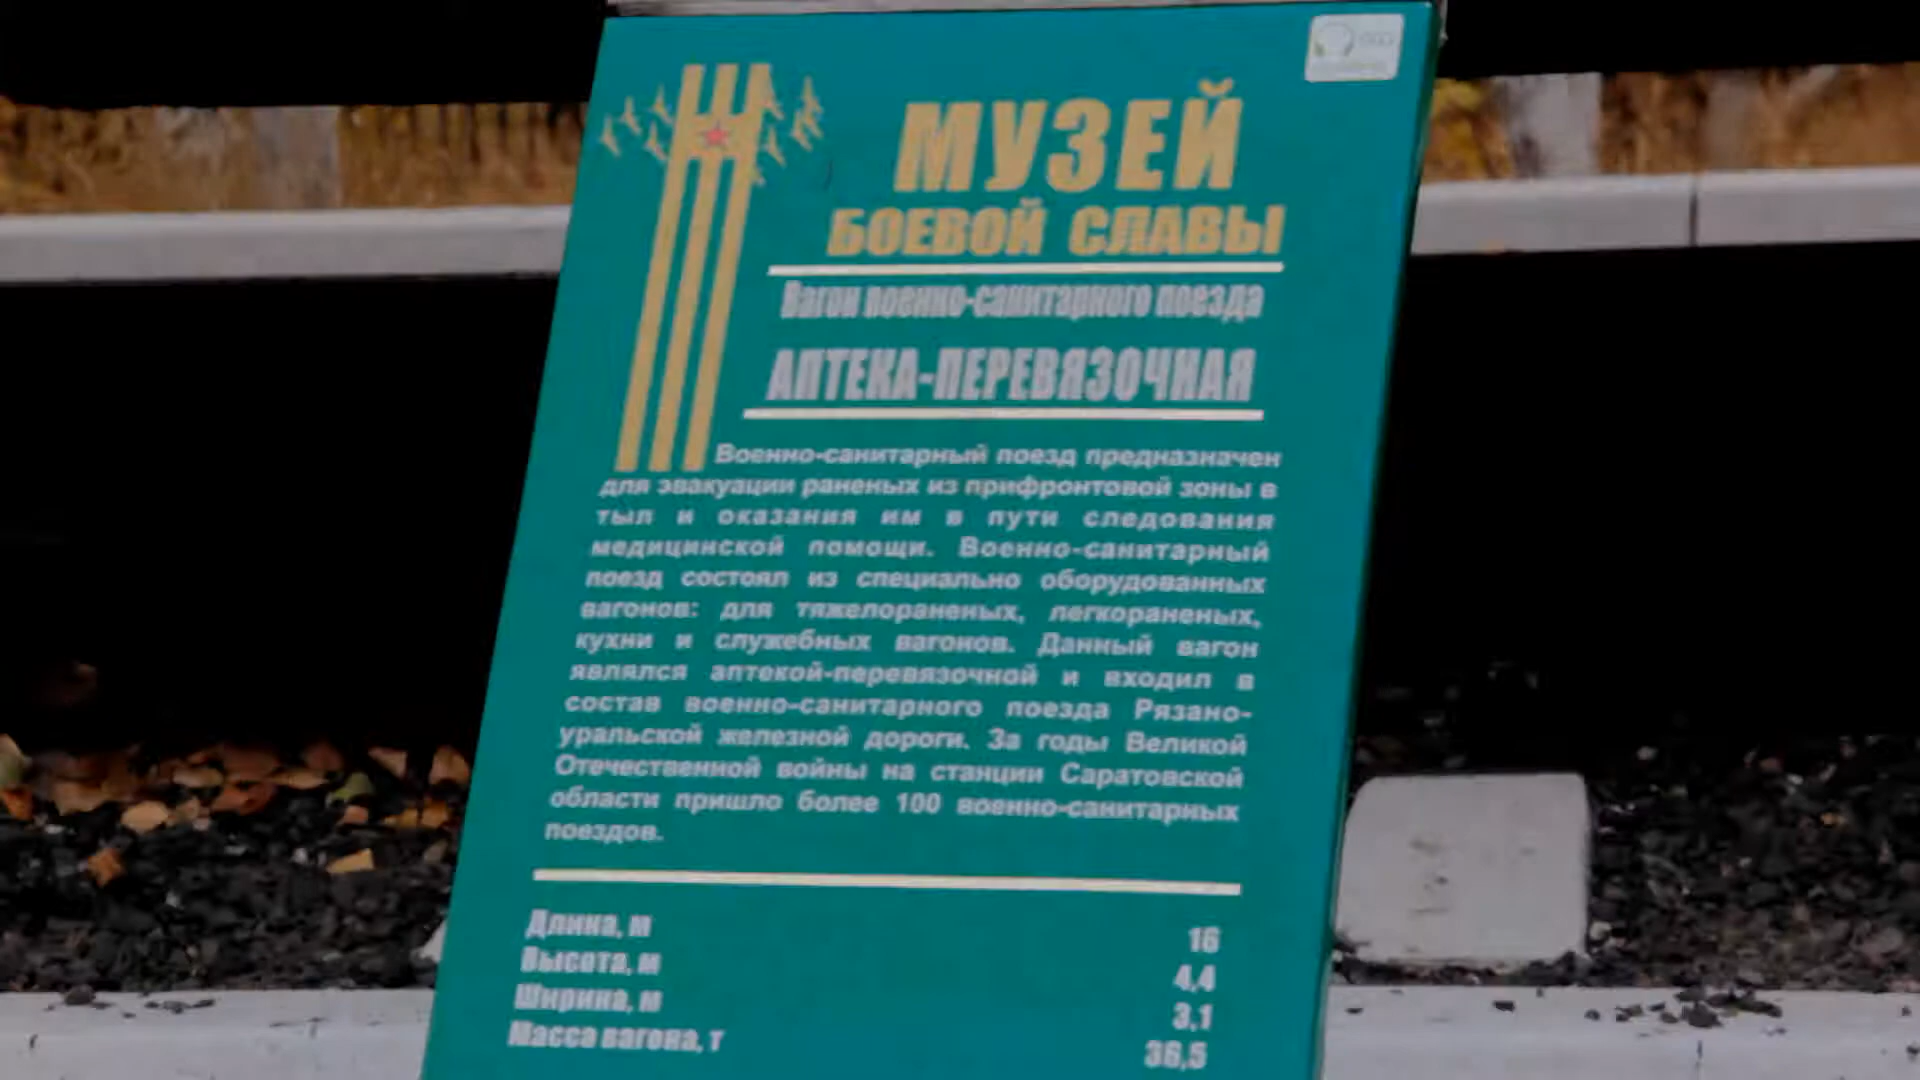 МУЗЕЙ
БОЕВОЙ СЛАВЫ
Вагон военно-санитарного поезда
АПТЕКА-ПЕРЕВЯЗОЧНАЯ
Военно-санитарный поезд предназначен
для эвакуации раненых из прифронтовой зоны в
тыл и оказания им в пути следования
медицинской помощи. Военно-санитарный
поезд состоял из специально оборудованных
вагонов: для тяжелораненых, легкораненых,
кухни и служебных вагонов. Данный вагон
являлся аптекой-перевязочной и входил в
состав военно-санитарного поезда Рязано-
уральской железной дороги. За годы Великой
Отечественной войны на станции Саратовской
области пришло более 100 военно-санитарных
поездов.
Длина, м 16
Высота, м 4,4
Ширина, м 3,1
Масса вагона, т 36,5